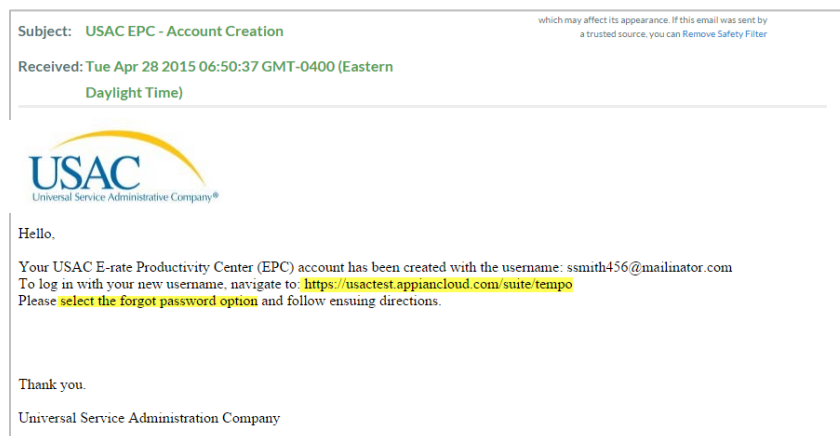 which may affect its appearance. If this email was sent by
Subject: USAC EPC - Account Creation
a trusted source, you can Remove Safety Filter
Received: Tue Apr 28 2015 06:50:37 GMT-0400 (Eastern
Daylight Time)
USAC
Universal Service Administrative Company®
Hello,
Your USAC E-rate Productivity Center (EPC) account has been created with the username: ssmith456@mailinator.com
To log in with your new username, navigate to: https://usactest.appiancloud.com/suite/tempo
Please select the forgot password option and follow ensuing directions.
Thank you.
Universal Service Administration Company